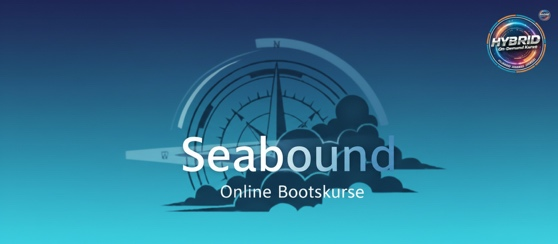 HYBRID
On-Demand Kurse
N
W
Seabound
Online Bootskurse